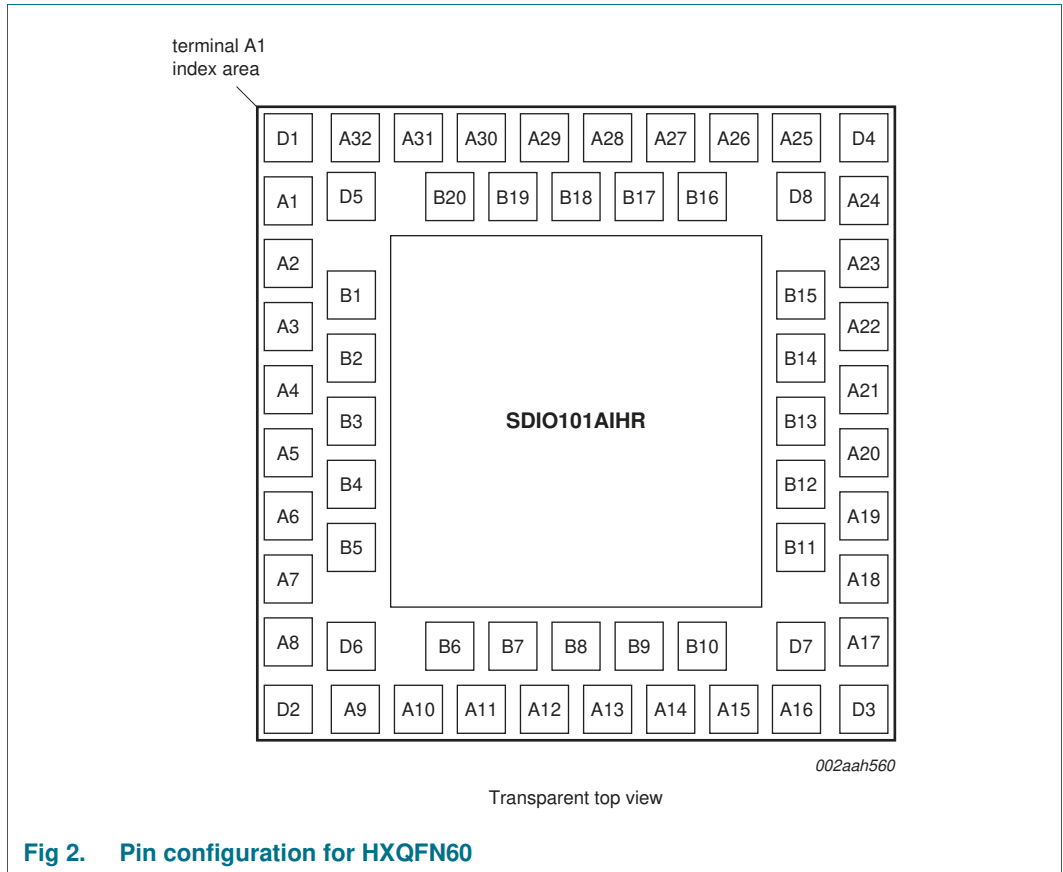 terminal A1
index area
D1 A32 A31 A30 A29 A28 A27 A26 A25 D4
A1 D5 B20 B19 B18 B17 B16 D8 A24
A2 A23
B1 B15
A3 A22
B2 B14
A4 A21
B3 SDIO101AIHR B13
A5 A20
B4 B12
A6 A19
B5 B11
A7 A18
A8 D6 B6 B7 B8 B9 B10 D7 A17
D2 A9 A10 A11 A12 A13 A14 A15 A16 D3
002aah560
Transparent top view
Fig 2. Pin configuration for HXQFN60